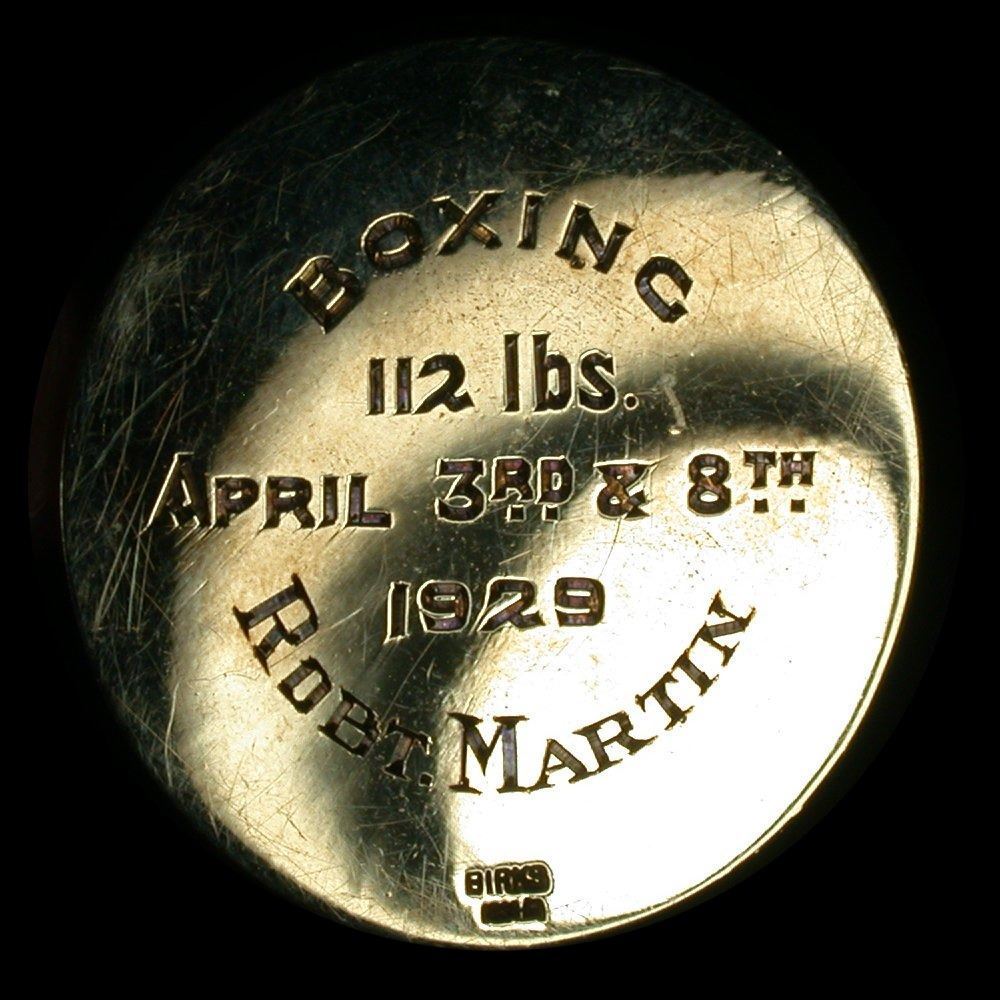 BOXING
112 lbs.
APRIL 3RD & 8TH
1929
ROBT. MARTIN
BIRKS